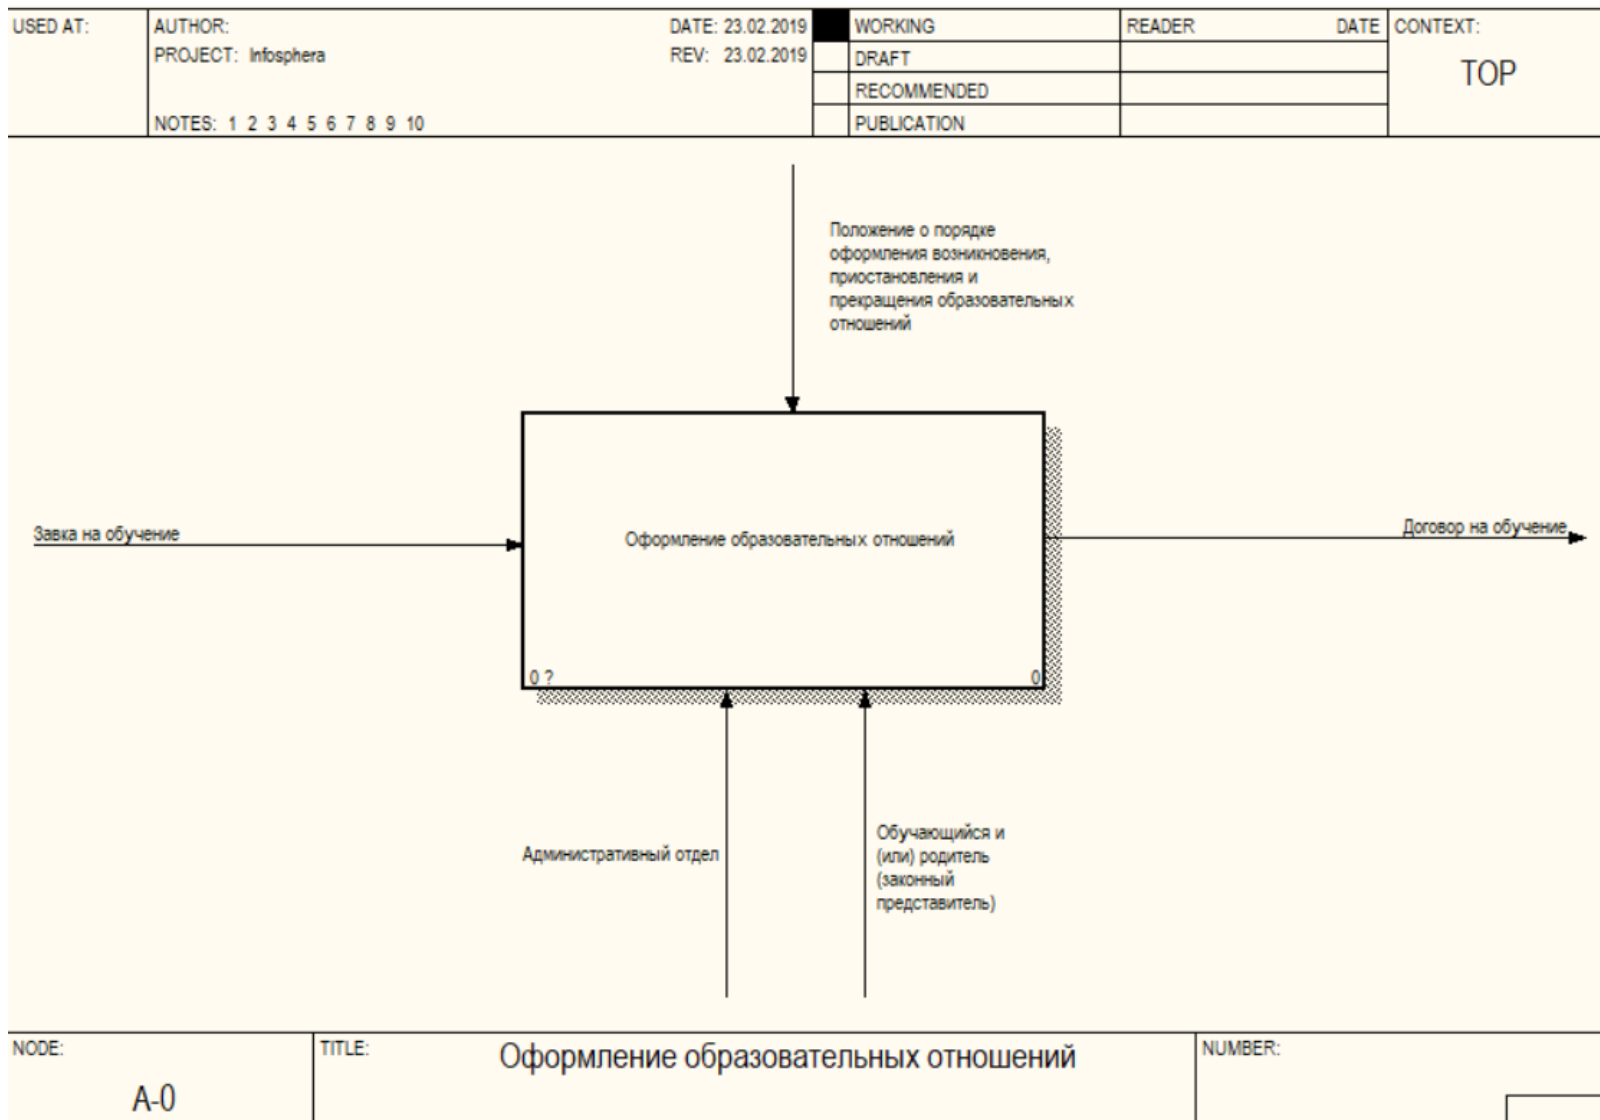 USED AT:
AUTHOR:
DATE: 23.02.2019
WORKING
READER
DATE
CONTEXT:
PROJECT: Infosphera
REV: 23.02.2019
DRAFT
TOP
RECOMMENDED
NOTES: 1 2 3 4 5 6 7 8 9 10
PUBLICATION
Положение о порядке
оформления возникновения,
приостановления и
прекращения образовательных
отношений
Завка на обучение
Оформление образовательных отношений
Договор на обучение
0 ?
0
Административный отдел
Обучающийся и
(или) родитель
(законный
представитель)
NODE:
TITLE:
Оформление образовательных отношений
NUMBER:
A-0